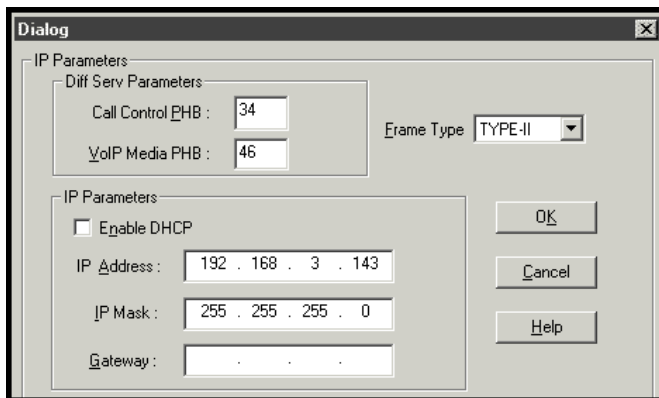 Dialog
IP Parameters
Diff Serv Parameters
Call Control PHB : 34
VoIP Media PHB : 46
Frame Type TYPE-II
IP Parameters
Enable DHCP
IP Address : 192 . 168 . 3 . 143
IP Mask : 255 . 255 . 255 . 0
Gateway : . . .
OK
Cancel
Help